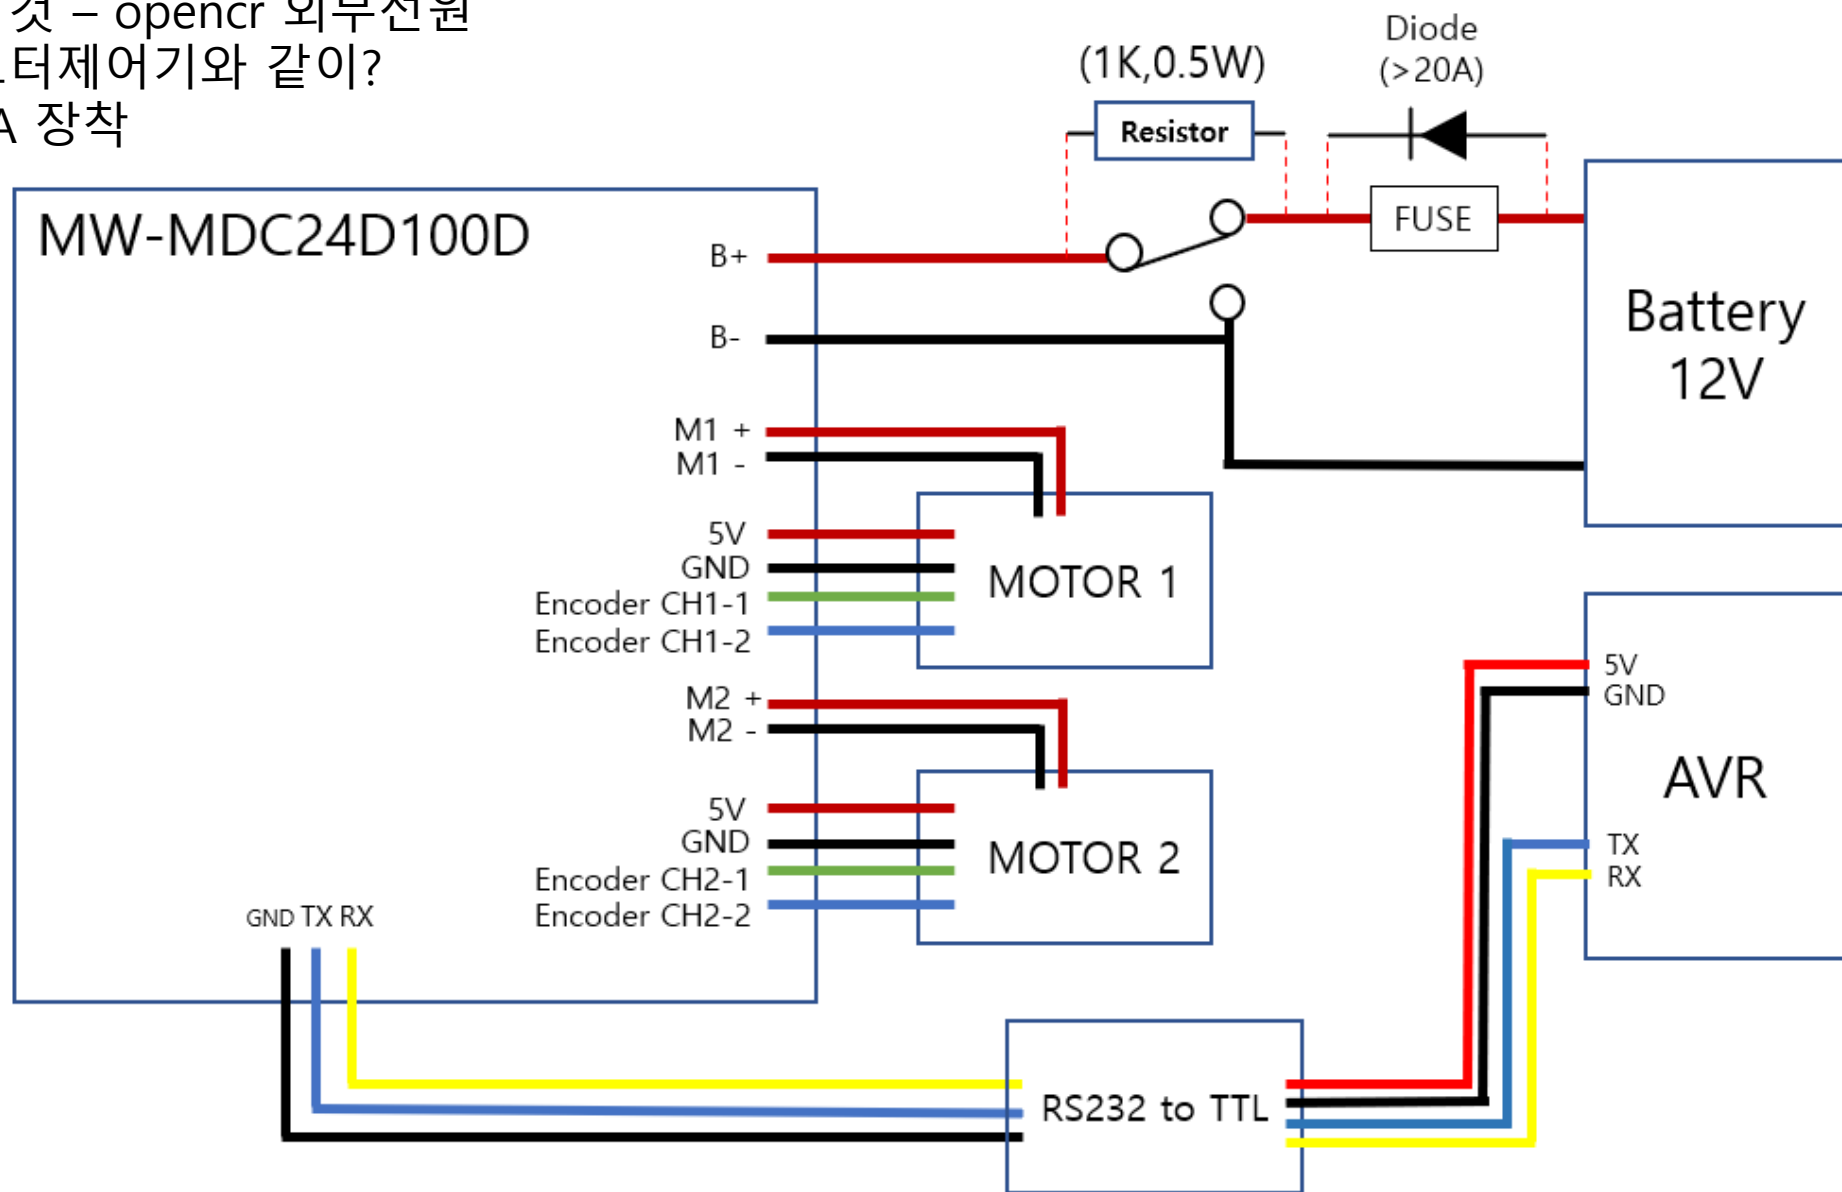 것 – opencr 외부전원
터제어기와 같이?
A 장착
(1K,0.5W)
Diode
(>20A)
Resistor
MW-MDC24D100D
FUSE
B+
Battery
12V
B-
M1 +
M1 -
5V
GND
MOTOR 1
Encoder CH1-1
Encoder CH1-2
5V
GND
M2 +
M2 -
AVR
5V
GND
MOTOR 2
TX
RX
Encoder CH2-1
Encoder CH2-2
GND TX RX
RS232 to TTL